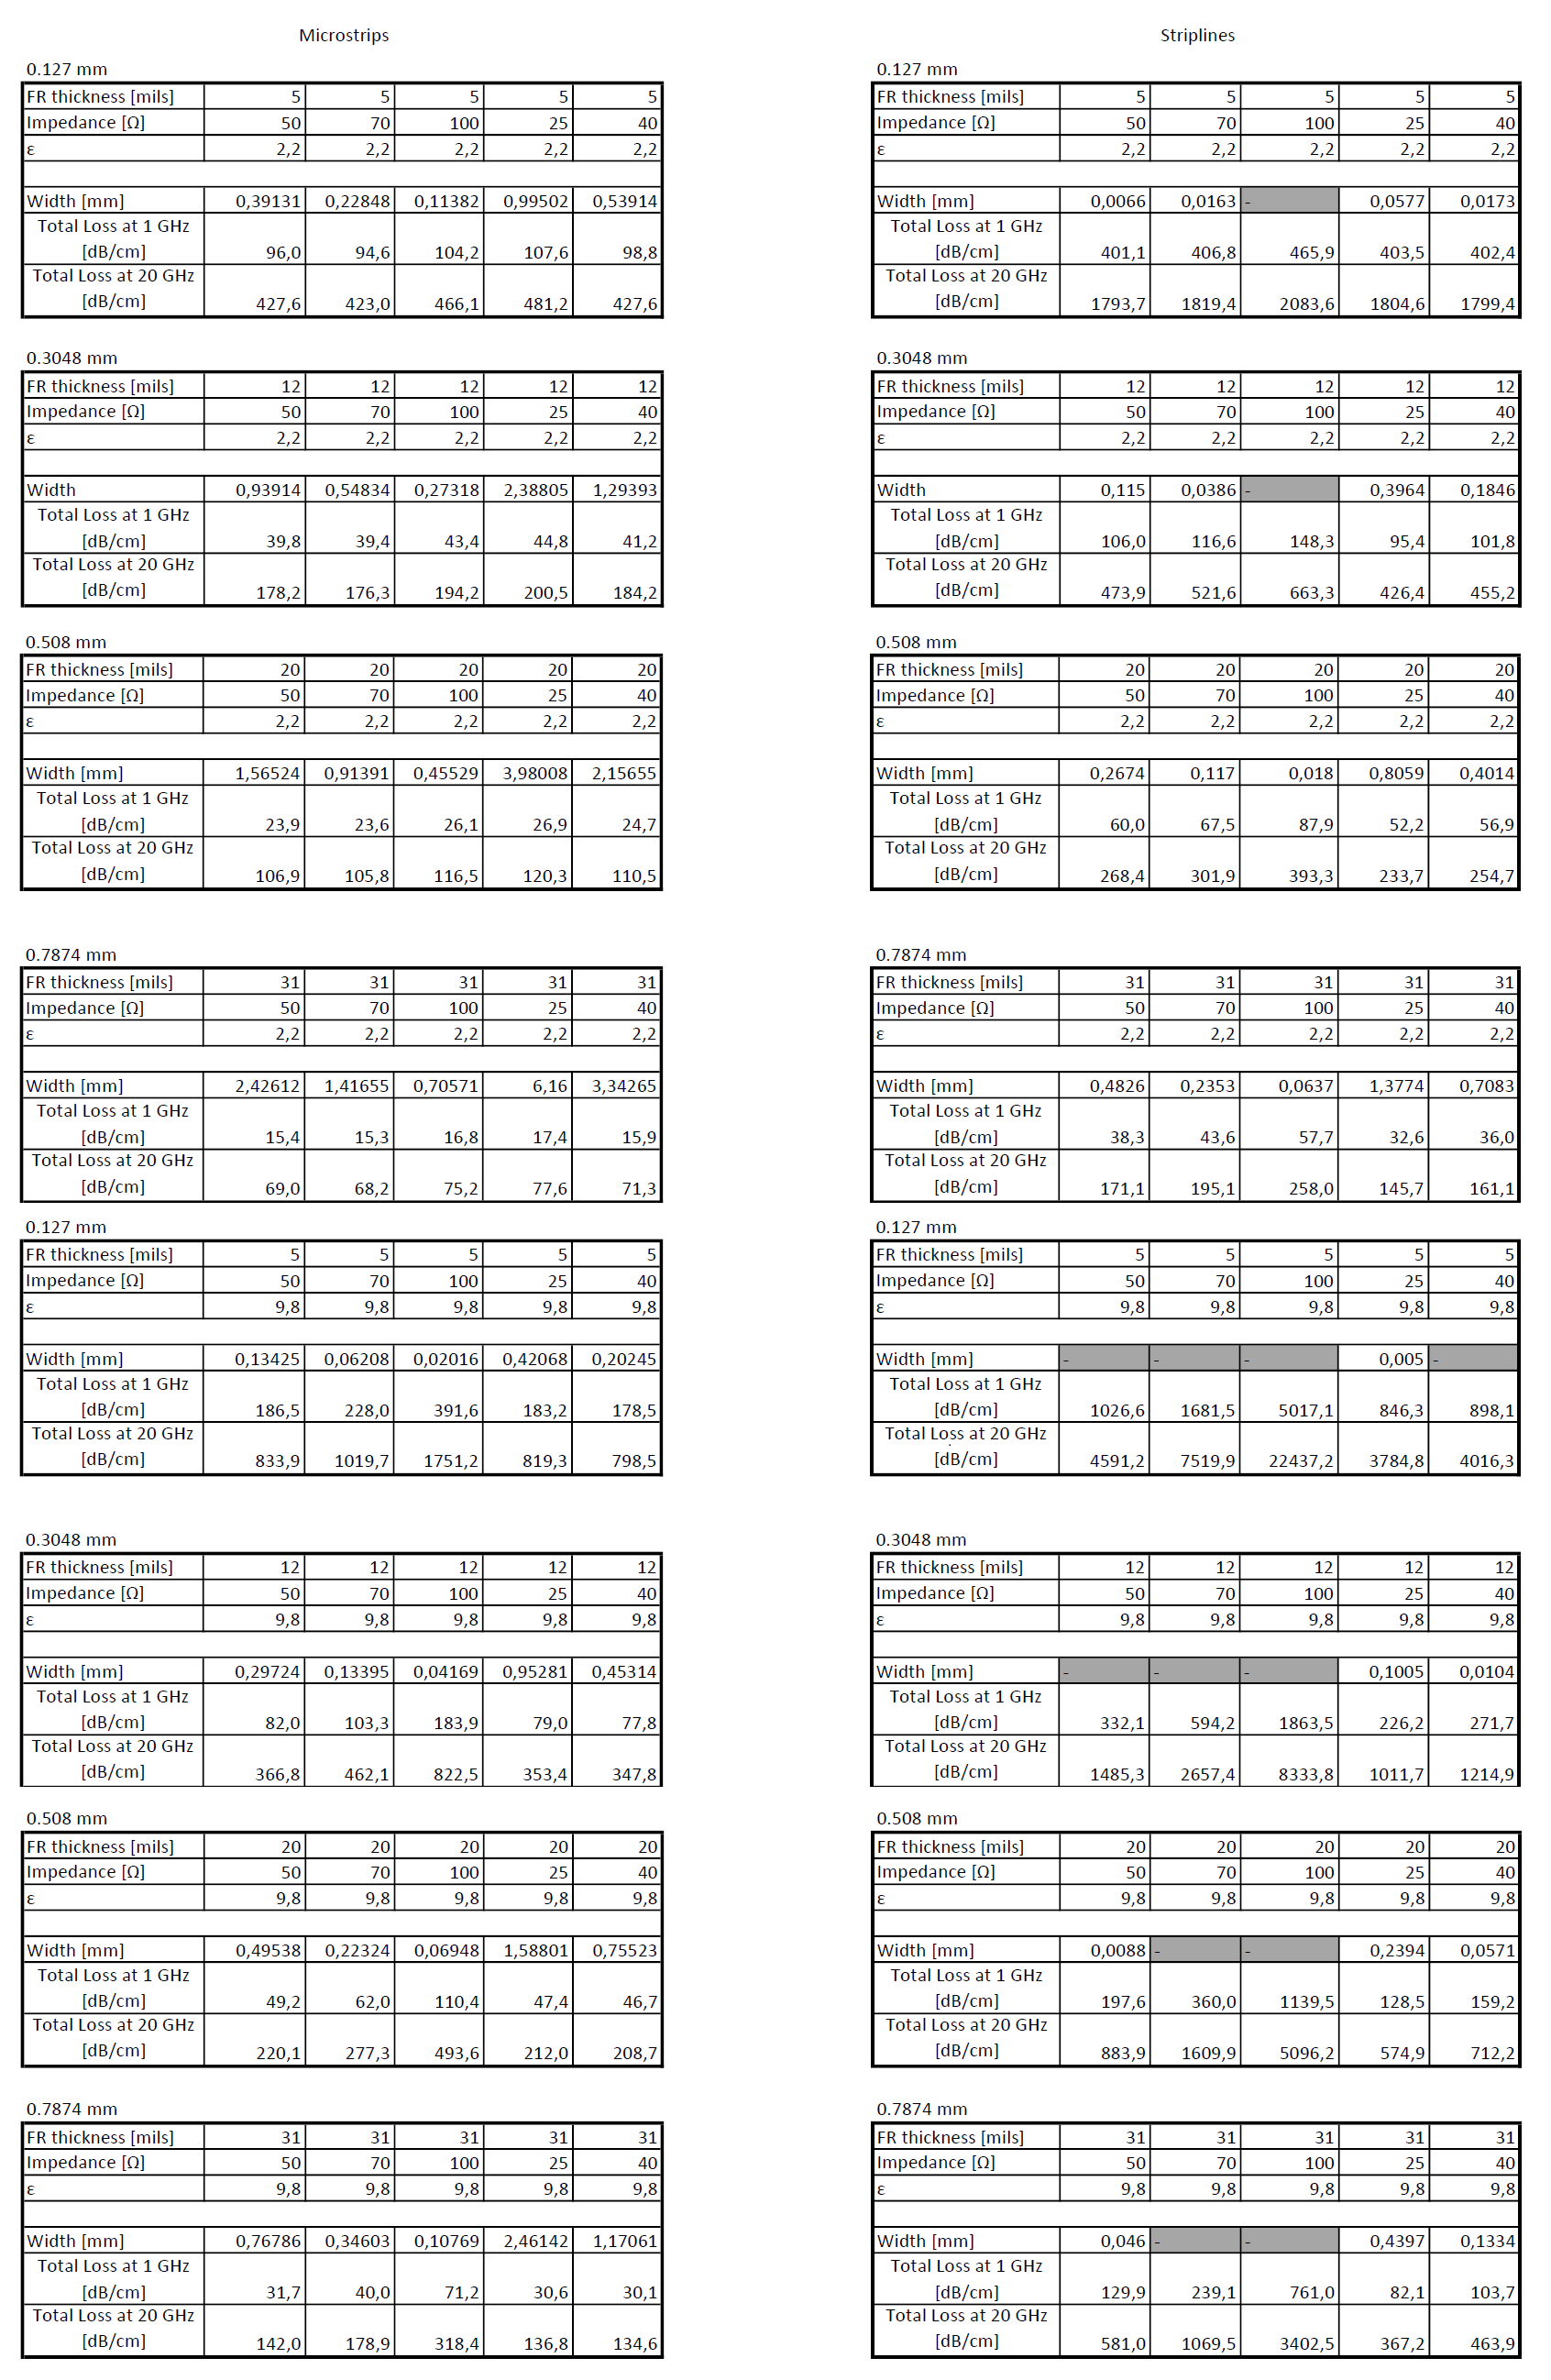 Microstrips
0.127 mm
FR thickness [mils] 5 5 5 5 5
Impedance [Ω] 50 70 100 25 40
ε 2,2 2,2 2,2 2,2 2,2
Width [mm] 0,39131 0,22848 0,11382 0,99502 0,53914
Total Loss at 1 GHz
[dB/cm] 96,0 94,6 104,2 107,6 98,8
Total Loss at 20 GHz
[dB/cm] 427,6 423,0 466,1 481,2 427,6
0.3048 mm
FR thickness [mils] 12 12 12 12 12
Impedance [Ω] 50 70 100 25 40
ε 2,2 2,2 2,2 2,2 2,2
Width 0,93914 0,54834 0,27318 2,38805 1,29393
Total Loss at 1 GHz
[dB/cm] 39,8 39,4 43,4 44,8 41,2
Total Loss at 20 GHz
[dB/cm] 178,2 176,3 194,2 200,5 184,2
0.508 mm
FR thickness [mils] 20 20 20 20 20
Impedance [Ω] 50 70 100 25 40
ε 2,2 2,2 2,2 2,2 2,2
Width [mm] 1,56524 0,91391 0,45529 3,98008 2,15655
Total Loss at 1 GHz
[dB/cm] 23,9 23,6 26,1 26,9 24,7
Total Loss at 20 GHz
[dB/cm] 106,9 105,8 116,5 120,3 110,5
0.7874 mm
FR thickness [mils] 31 31 31 31 31
Impedance [Ω] 50 70 100 25 40
ε 2,2 2,2 2,2 2,2 2,2
Width [mm] 2,42612 1,41655 0,70571 6,16 3,34265
Total Loss at 1 GHz
[dB/cm] 15,4 15,3 16,8 17,4 15,9
Total Loss at 20 GHz
[dB/cm] 69,0 68,2 75,2 77,6 71,3
0.127 mm
FR thickness [mils] 5 5 5 5 5
Impedance [Ω] 50 70 100 25 40
ε 9,8 9,8 9,8 9,8 9,8
Width [mm] 0,13425 0,06208 0,02016 0,42068 0,20245
Total Loss at 1 GHz
[dB/cm] 186,5 228,0 391,6 183,2 178,5
Total Loss at 20 GHz
[dB/cm] 833,9 1019,7 1751,2 819,3 798,5
0.3048 mm
FR thickness [mils] 12 12 12 12 12
Impedance [Ω] 50 70 100 25 40
ε 9,8 9,8 9,8 9,8 9,8
Width [mm] 0,29724 0,13395 0,04169 0,95281 0,45314
Total Loss at 1 GHz
[dB/cm] 82,0 103,3 183,9 79,0 77,8
Total Loss at 20 GHz
[dB/cm] 366,8 462,1 822,5 353,4 347,8
0.508 mm
FR thickness [mils] 20 20 20 20 20
Impedance [Ω] 50 70 100 25 40
ε 9,8 9,8 9,8 9,8 9,8
Width [mm] 0,49538 0,22324 0,06948 1,58801 0,75523
Total Loss at 1 GHz
[dB/cm] 49,2 62,0 110,4 47,4 46,7
Total Loss at 20 GHz
[dB/cm] 220,1 277,3 493,6 212,0 208,7
0.7874 mm
FR thickness [mils] 31 31 31 31 31
Impedance [Ω] 50 70 100 25 40
ε 9,8 9,8 9,8 9,8 9,8
Width [mm] 0,76786 0,34603 0,10769 2,46142 1,17061
Total Loss at 1 GHz
[dB/cm] 31,7 40,0 71,2 30,6 30,1
Total Loss at 20 GHz
[dB/cm] 142,0 178,9 318,4 136,8 134,6
Striplines
0.127 mm
FR thickness [mils] 5 5 5 5 5
Impedance [Ω] 50 70 100 25 40
ε 2,2 2,2 2,2 2,2 2,2
Width [mm] 0,0066 0,0163 - 0,0577 0,0173
Total Loss at 1 GHz
[dB/cm] 401,1 406,8 465,9 403,5 402,4
Total Loss at 20 GHz
[dB/cm] 1793,7 1819,4 2083,6 1804,6 1799,4
0.3048 mm
FR thickness [mils] 12 12 12 12 12
Impedance [Ω] 50 70 100 25 40
ε 2,2 2,2 2,2 2,2 2,2
Width 0,115 0,0386 - 0,3964 0,1846
Total Loss at 1 GHz
[dB/cm] 106,0 116,6 148,3 95,4 101,8
Total Loss at 20 GHz
[dB/cm] 473,9 521,6 663,3 426,4 455,2
0.508 mm
FR thickness [mils] 20 20 20 20 20
Impedance [Ω] 50 70 100 25 40
ε 2,2 2,2 2,2 2,2 2,2
Width [mm] 0,2674 0,117 0,018 0,8059 0,4014
Total Loss at 1 GHz
[dB/cm] 60,0 67,5 87,9 52,2 56,9
Total Loss at 20 GHz
[dB/cm] 268,4 301,9 393,3 233,7 254,7
0.7874 mm
FR thickness [mils] 31 31 31 31 31
Impedance [Ω] 50 70 100 25 40
ε 2,2 2,2 2,2 2,2 2,2
Width [mm] 0,4826 0,2353 0,0637 1,3774 0,7083
Total Loss at 1 GHz
[dB/cm] 38,3 43,6 57,7 32,6 36,0
Total Loss at 20 GHz
[dB/cm] 171,1 195,1 258,0 145,7 161,1
0.127 mm
FR thickness [mils] 5 5 5 5 5
Impedance [Ω] 50 70 100 25 40
ε 9,8 9,8 9,8 9,8 9,8
Width [mm] - - - 0,005 -
Total Loss at 1 GHz
[dB/cm] 1026,6 1681,5 5017,1 846,3 898,1
Total Loss at 20 GHz
[dB/cm] 4591,2 7519,9 22437,2 3784,8 4016,3
0.3048 mm
FR thickness [mils] 12 12 12 12 12
Impedance [Ω] 50 70 100 25 40
ε 9,8 9,8 9,8 9,8 9,8
Width [mm] - - - 0,1005 0,0104
Total Loss at 1 GHz
[dB/cm] 332,1 594,2 1863,5 226,2 271,7
Total Loss at 20 GHz
[dB/cm] 1485,3 2657,4 8333,8 1011,7 1214,9
0.508 mm
FR thickness [mils] 20 20 20 20 20
Impedance [Ω] 50 70 100 25 40
ε 9,8 9,8 9,8 9,8 9,8
Width [mm] 0,0088 - - 0,2394 0,0571
Total Loss at 1 GHz
[dB/cm] 197,6 360,0 1139,5 128,5 159,2
Total Loss at 20 GHz
[dB/cm] 883,9 1609,9 5096,2 574,9 712,2
0.7874 mm
FR thickness [mils] 31 31 31 31 31
Impedance [Ω] 50 70 100 25 40
ε 9,8 9,8 9,8 9,8 9,8
Width [mm] 0,046 - - 0,4397 0,1334
Total Loss at 1 GHz
[dB/cm] 129,9 239,1 761,0 82,1 103,7
Total Loss at 20 GHz
[dB/cm] 581,0 1069,5 3402,5 367,2 463,9